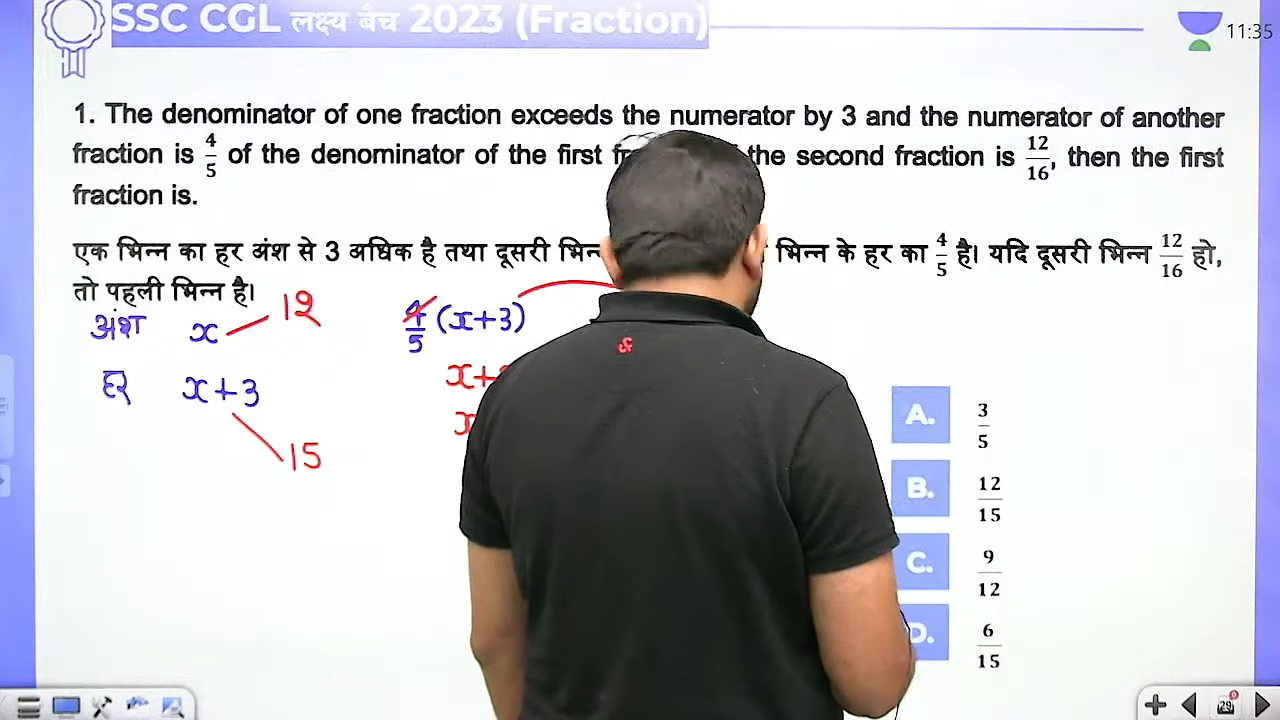 SSC CGL लक्ष्य बैच 2023 (Fraction)
11:35
1. The denominator of one fraction exceeds the numerator by 3 and the numerator of another
fraction is 4/5 of the denominator of the first the second fraction is 12/16, then the first
fraction is.
एक भिन्न का हर अंश से 3 अधिक है तथा दूसरी भिन्न के हर का 4/5 है। यदि दूसरी भिन्न 12/16 हो,
तो पहली भिन्न है।
अंश x 12
4/5 (x+3)
हर x+3
15
x+
x
8
A. 3/5
B. 12/15
C. 9/12
D. 6/15
29